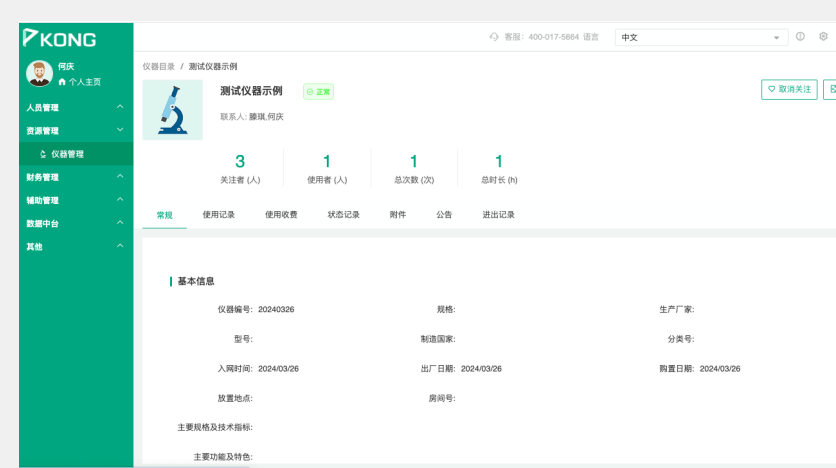 KONG
客服：400-017-5664 语言
中文
何庆
个人主页
人员管理
资源管理
仪器管理
财务管理
辅助管理
数据中台
其他
仪器目录 / 测试仪器示例
测试仪器示例
正常
取消关注
联系人: 滕琪,何庆
3 1 1 1
关注者 (人) 使用者 (人) 总次数 (次) 总时长 (h)
常规 使用记录 使用收费 状态记录 附件 公告 进出记录
基本信息
仪器编号: 20240326 规格: 生产厂家:
型号: 制造国家: 分类号:
入网时间: 2024/03/26 出厂日期: 2024/03/26 购置日期: 2024/03/26
放置地点: 房间号:
主要规格及技术指标:
主要功能及特色: